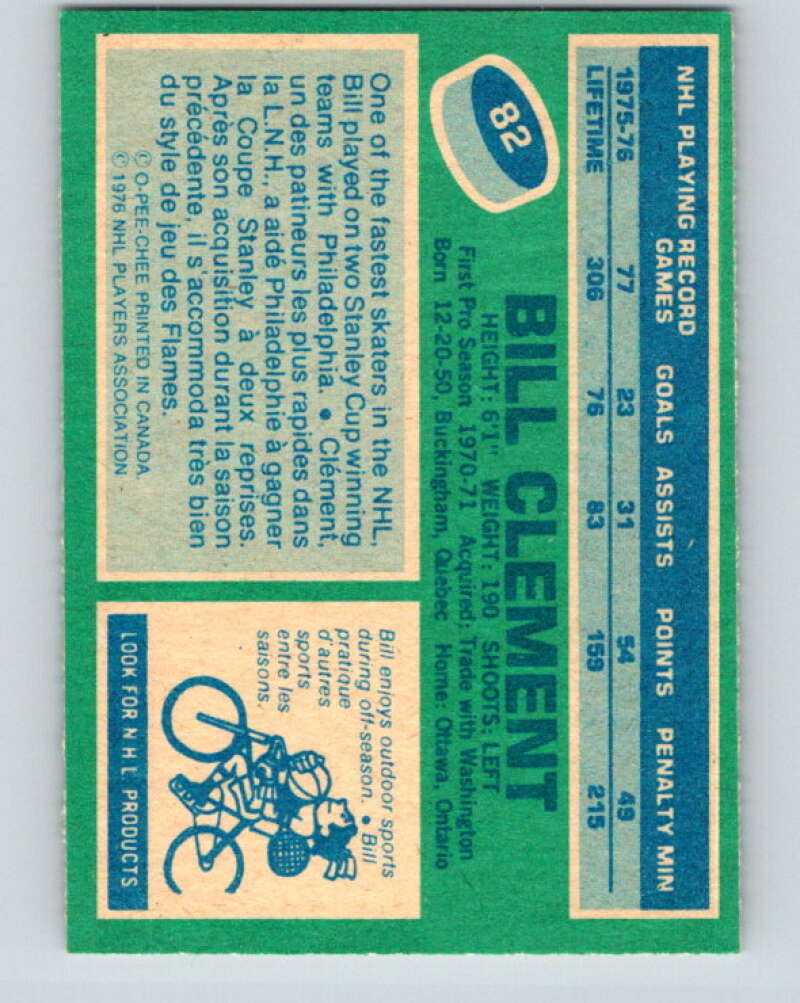 NHL PLAYING RECORD
GAMES GOALS ASSISTS POINTS PENALTY MIN
1975-76 77 23 31 54 49
LIFETIME 306 76 83 159 215
82
BILL CLEMENT
HEIGHT: 6'1" WEIGHT: 190 SHOOTS: LEFT
First Pro Season 1970-71 Acquired: Trade with Washington
Born 12-20-50, Buckingham, Quebec Home: Ottawa, Ontario
One of the fastest skaters in the NHL,
Bill played on two Stanley Cup winning
teams with Philadelphia. • Clément,
un des patineurs les plus rapides dans
la L.N.H., a aidé Philadelphie à gagner
la Coupe Stanley à deux reprises.
Après son acquisition durant la saison
précédente, il s'accommoda très bien
du style de jeu des Flames.
© O-PEE-CHEE PRINTED IN CANADA.
© 1976 NHL PLAYERS ASSOCIATION
Bill enjoys outdoor sports
during off-season. • Bill
pratique
d'autres
sports
entre les
saisons.
LOOK FOR NHL PRODUCTS